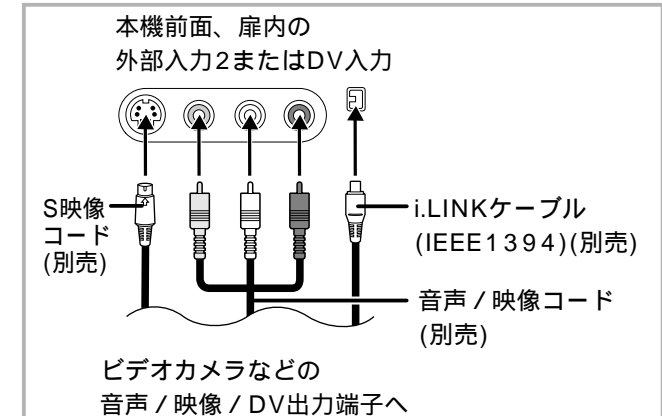 本機前面、扉内の
外部入力2またはDV入力
S映像
コード
(別売)
i.LINKケーブル
(IEEE1394)(別売)
音声／映像コード
(別売)
ビデオカメラなどの
音声／映像／DV出力端子へ